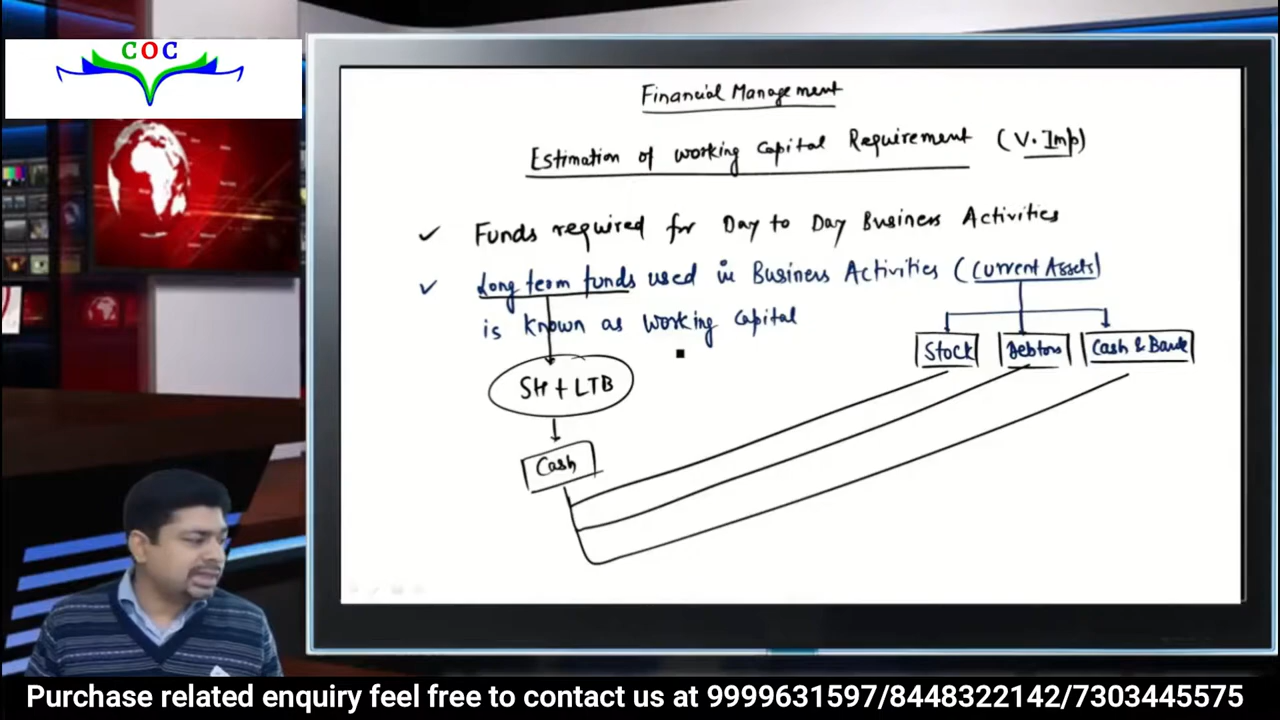 COC
Financial Management
Estimation of working Capital Requirement (V. Imp)
✓ Funds required for Day to Day Business Activities
✓ Long term funds used in Business Activities (Current Assets)
is known as working Capital
Stock Debtors Cash & Bank
SH + LTB
Cash
Purchase related enquiry feel free to contact us at 9999631597/8448322142/7303445575